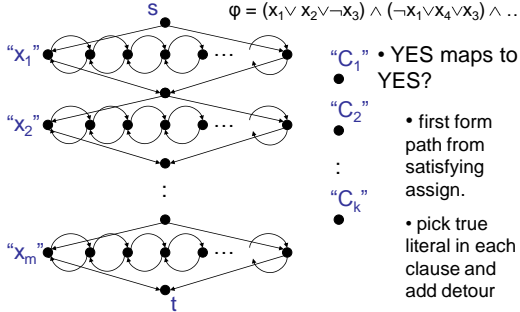 s
φ = (x₁∨ x₂∨¬x₃) ∧ (¬x₁∨x₄∨x₃) ∧ ..
“x₁”
...
“C₁”
• YES maps to
YES?
“x₂”
...
“C₂”
• first form
path from
satisfying
assign.
:
:
“Cₖ”
• pick true
literal in each
clause and
add detour
“xₘ”
...
t